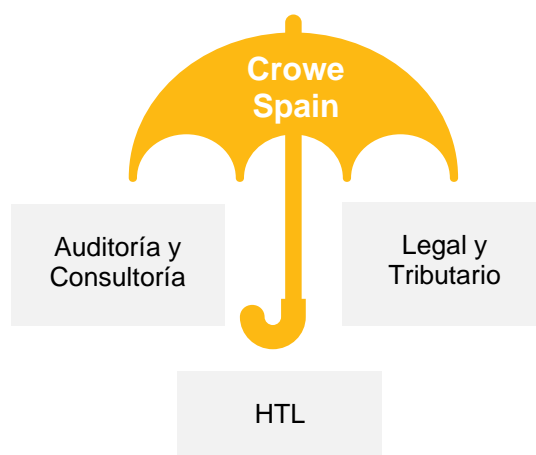 Crowe
Spain
Auditoría y
Consultoría
Legal y
Tributario
HTL